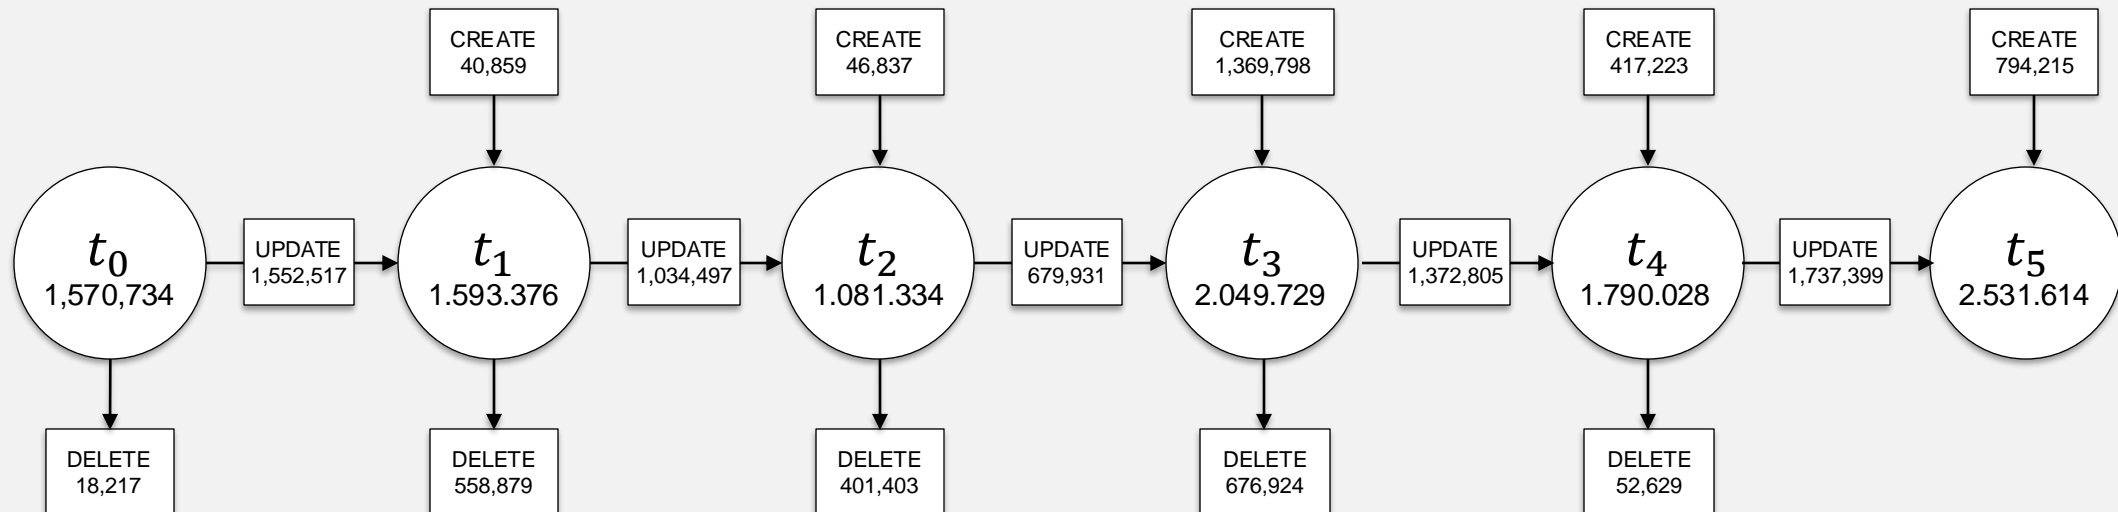 CREATE
40,859
CREATE
46,837
CREATE
1,369,798
CREATE
417,223
CREATE
794,215
t₀
1,570,734
UPDATE
1,552,517
t₁
1.593.376
UPDATE
1,034,497
t₂
1.081.334
UPDATE
679,931
t₃
2.049.729
UPDATE
1,372,805
t₄
1.790.028
UPDATE
1,737,399
t₅
2.531.614
DELETE
18,217
DELETE
558,879
DELETE
401,403
DELETE
676,924
DELETE
52,629